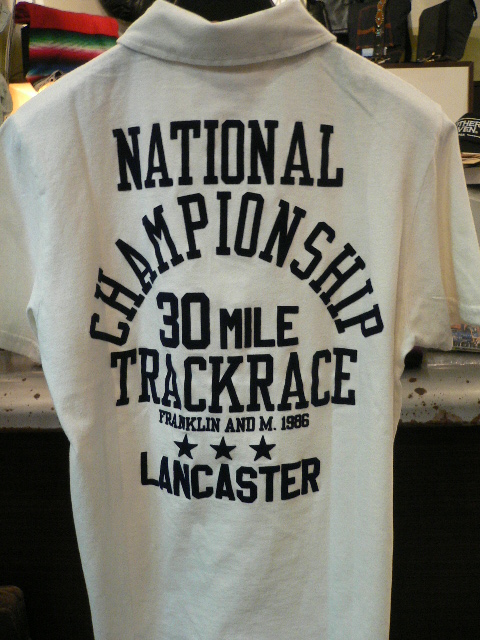 NATIONAL
CHAMPIONSHIP
30 MILE
TRACKRACE
FRANKLIN AND M. 1986
LANCASTER